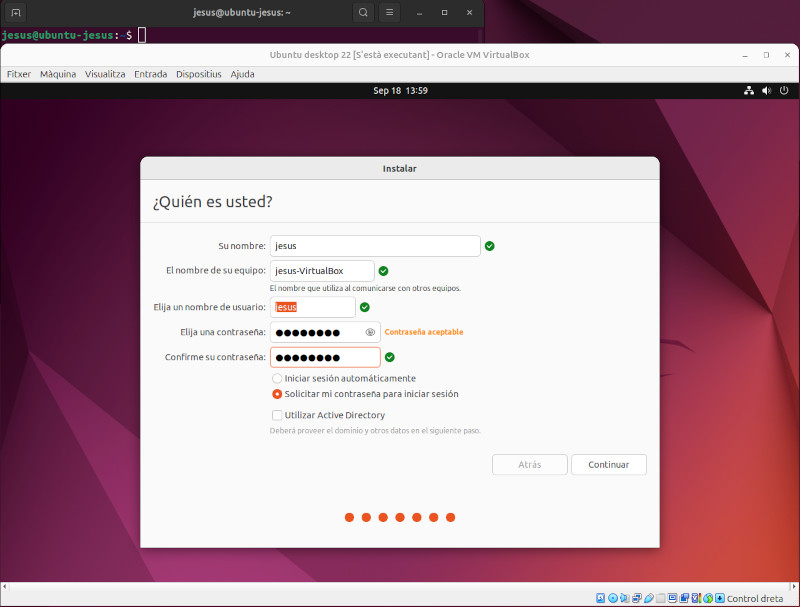 jesus@ubuntu-jesus: ~
jesus@ubuntu-jesus:~$
Ubuntu desktop 22 [S'està executant] - Oracle VM VirtualBox
Fitxer Màquina Visualitza Entrada Dispositius Ajuda
Sep 18 13:59
Instalar
¿Quién es usted?
Su nombre: jesus
El nombre de su equipo: jesus-VirtualBox
El nombre que utiliza al comunicarse con otros equipos.
Elija un nombre de usuario: jesus
Elija una contraseña: ●●●●●●●● Contraseña aceptable
Confirme su contraseña: ●●●●●●●●
Iniciar sesión automáticamente
Solicitar mi contraseña para iniciar sesión
Utilizar Active Directory
Deberá proveer el dominio y otros datos en el siguiente paso.
Atrás Continuar
Control dreta